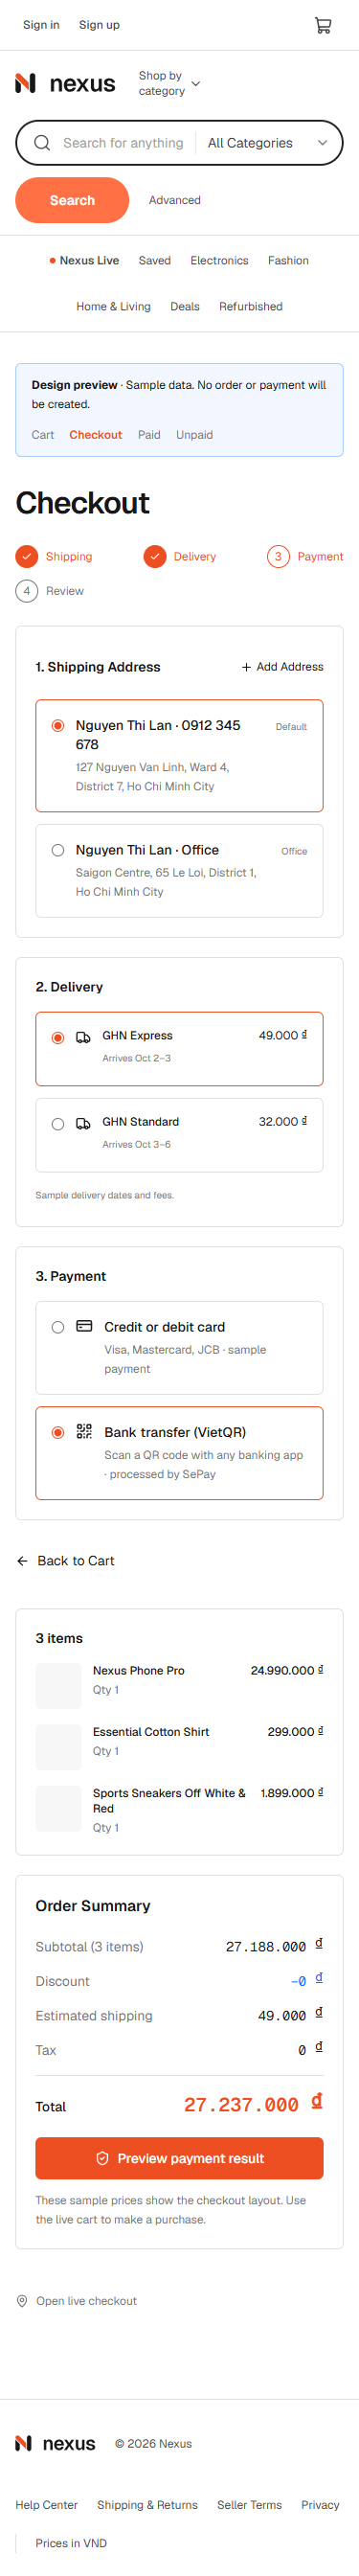 Sign in Sign up
nexus
Shop by
category
Search for anything All Categories
Search Advanced
Nexus Live Saved Electronics Fashion
Home & Living Deals Refurbished
Design preview · Sample data. No order or payment will
be created.
Cart Checkout Paid Unpaid
Checkout
Shipping Delivery 3 Payment
4 Review
1. Shipping Address + Add Address
Nguyen Thi Lan · 0912 345 Default
678
127 Nguyen Van Linh, Ward 4,
District 7, Ho Chi Minh City
Nguyen Thi Lan · Office Office
Saigon Centre, 65 Le Loi, District 1,
Ho Chi Minh City
2. Delivery
GHN Express 49.000 ₫
Arrives Oct 2–3
GHN Standard 32.000 ₫
Arrives Oct 3–6
Sample delivery dates and fees.
3. Payment
Credit or debit card
Visa, Mastercard, JCB · sample
payment
Bank transfer (VietQR)
Scan a QR code with any banking app
· processed by SePay
Back to Cart
3 items
Nexus Phone Pro 24.990.000 ₫
Qty 1
Essential Cotton Shirt 299.000 ₫
Qty 1
Sports Sneakers Off White & 1.899.000 ₫
Red
Qty 1
Order Summary
Subtotal (3 items) 27.188.000 ₫
Discount −0 ₫
Estimated shipping 49.000 ₫
Tax 0 ₫
Total 27.237.000 ₫
Preview payment result
These sample prices show the checkout layout. Use
the live cart to make a purchase.
Open live checkout
nexus © 2026 Nexus
Help Center Shipping & Returns Seller Terms Privacy
Prices in VND